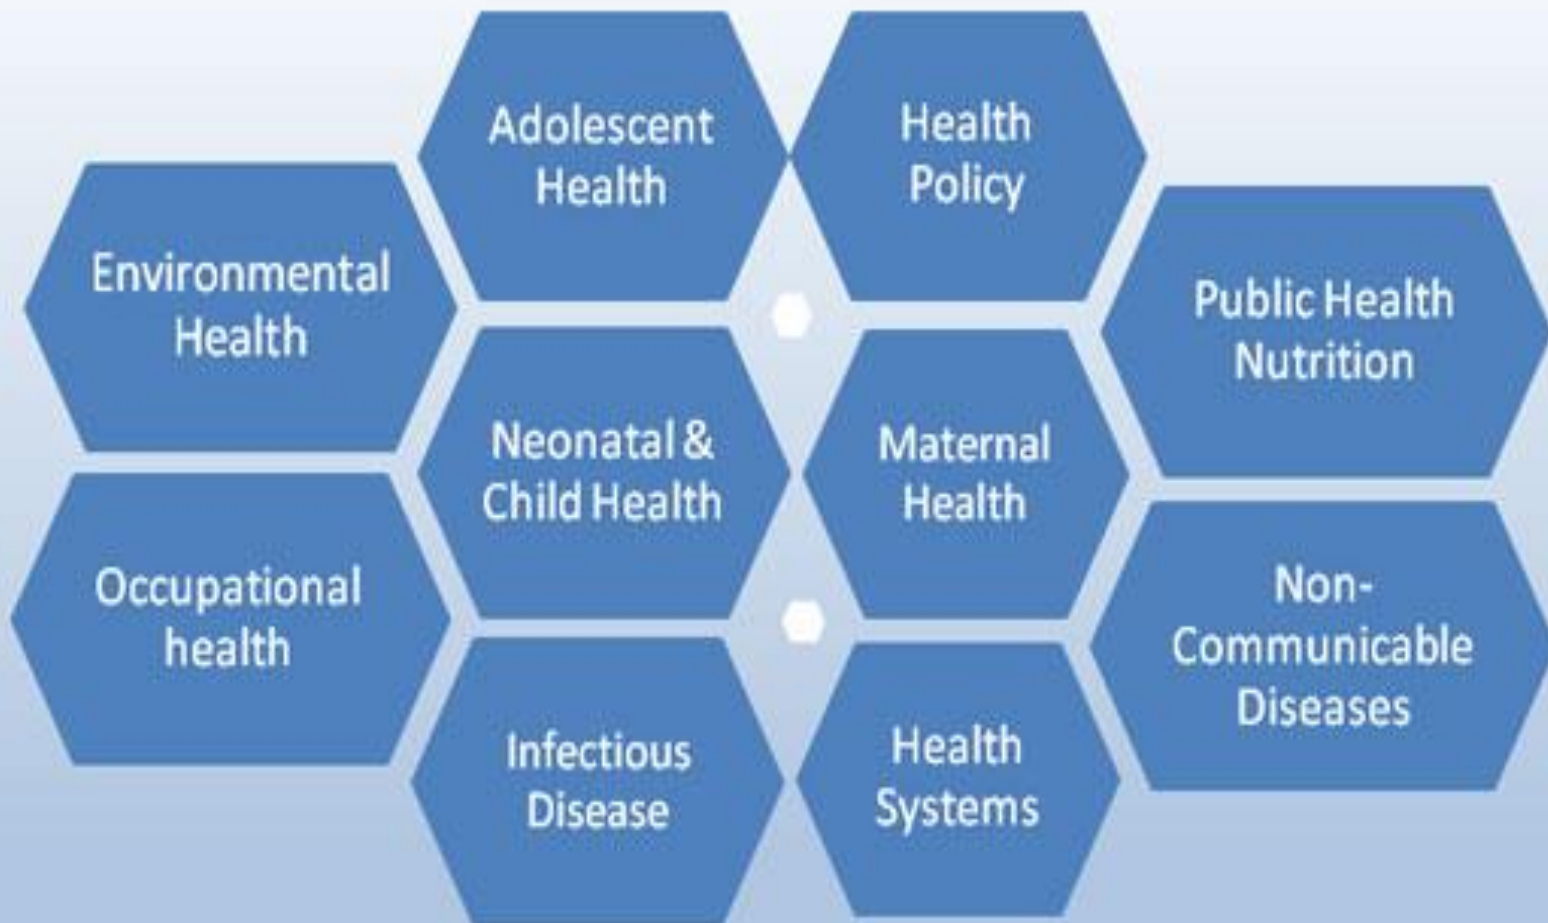 Adolescent
Health
Health
Policy
Environmental
Health
Public Health
Nutrition
Neonatal &
Child Health
Maternal
Health
Occupational
health
Non-
Communicable
Diseases
Infectious
Disease
Health
Systems